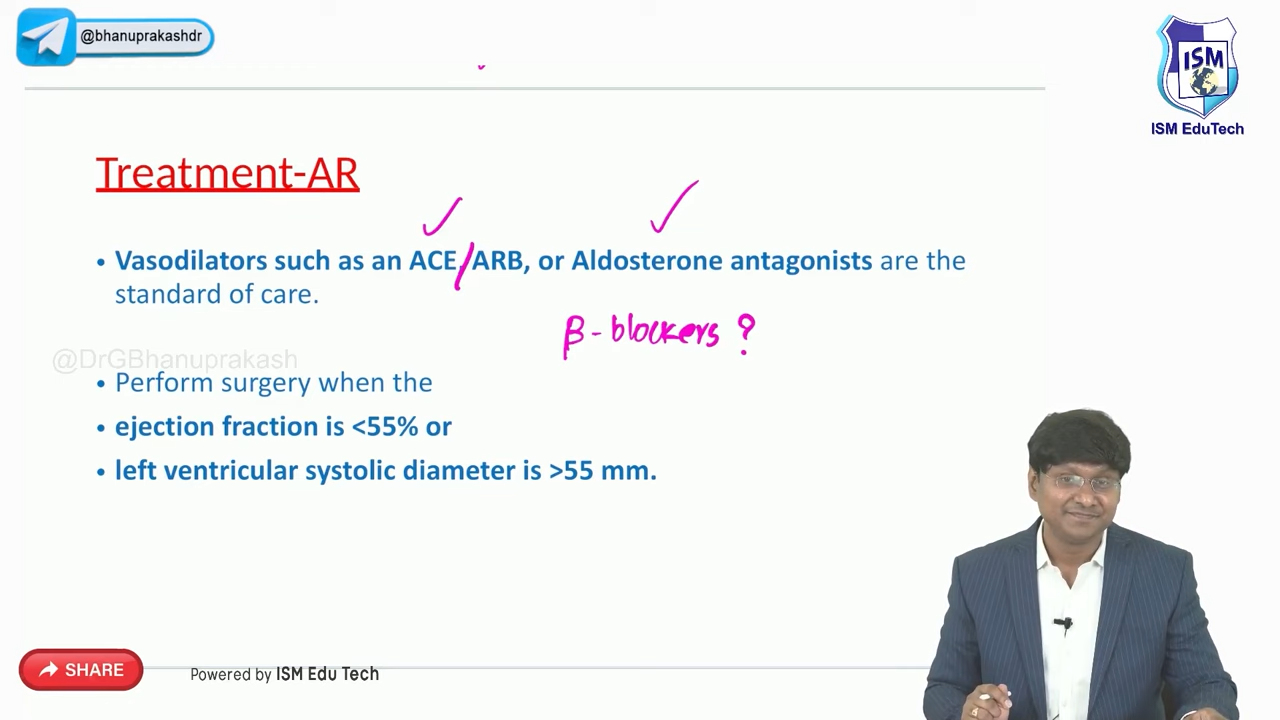 @bhanuprakashdr
ISM
ISM EduTech
Treatment-AR
• Vasodilators such as an ACE/ARB, or Aldosterone antagonists are the
standard of care.
β-blockers ?
@DrGBhanuprakash
• Perform surgery when the
• ejection fraction is <55% or
• left ventricular systolic diameter is >55 mm.
SHARE
Powered by ISM Edu Tech